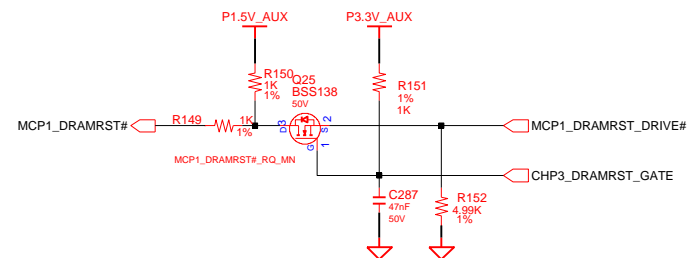 P1.5V_AUX
P3.3V_AUX
R150
1K
1%
Q25
BSS138
50V
R151
1%
1K
MCP1_DRAMRST#
R149
1K
1%
D
3
S
2
G
1
MCP1_DRAMRST_DRIVE#
MCP1_DRAMRST#_RQ_MN
CHP3_DRAMRST_GATE
C287
47nF
50V
R152
4.99K
1%